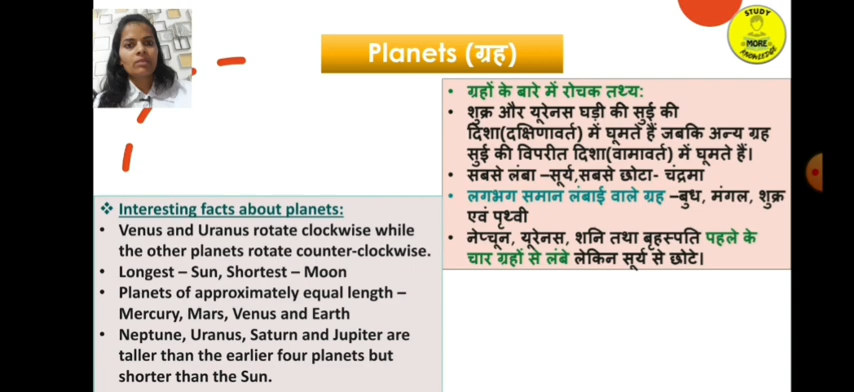 Planets (ग्रह)
STUDY
MORE
KNOWLEDGE
ग्रहों के बारे में रोचक तथ्य:
शुक्र और यूरेनस घड़ी की सुई की
दिशा(दक्षिणावर्त) में घूमते हैं जबकि अन्य ग्रह
सुई की विपरीत दिशा(वामावर्त) में घूमते हैं।
सबसे लंबा –सूर्य,सबसे छोटा- चंद्रमा
लगभग समान लंबाई वाले ग्रह –बुध, मंगल, शुक्र
एवं पृथ्वी
नेप्चून, यूरेनस, शनि तथा बृहस्पति पहले के
चार ग्रहों से लंबे लेकिन सूर्य से छोटे।
Interesting facts about planets:
Venus and Uranus rotate clockwise while
the other planets rotate counter-clockwise.
Longest – Sun, Shortest – Moon
Planets of approximately equal length –
Mercury, Mars, Venus and Earth
Neptune, Uranus, Saturn and Jupiter are
taller than the earlier four planets but
shorter than the Sun.